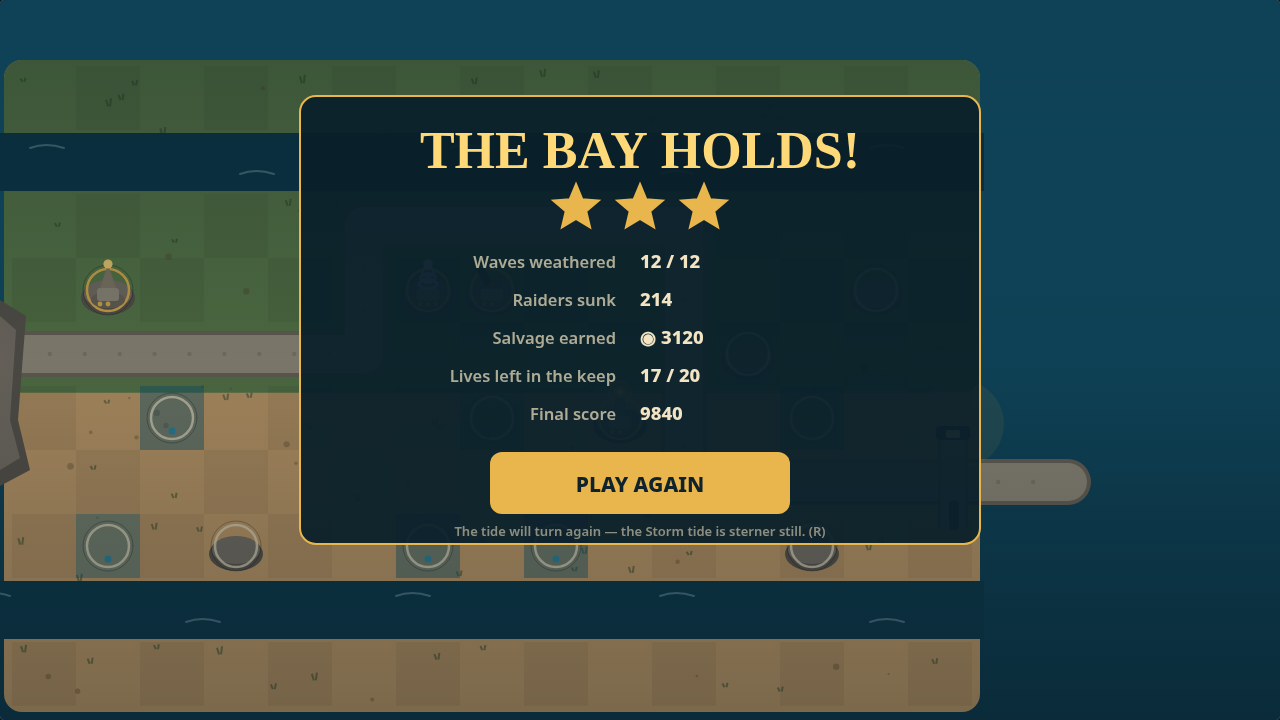 THE BAY HOLDS!
Waves weathered 12 / 12
Raiders sunk 214
Salvage earned ◉ 3120
Lives left in the keep 17 / 20
Final score 9840
PLAY AGAIN
The tide will turn again — the Storm tide is sterner still. (R)